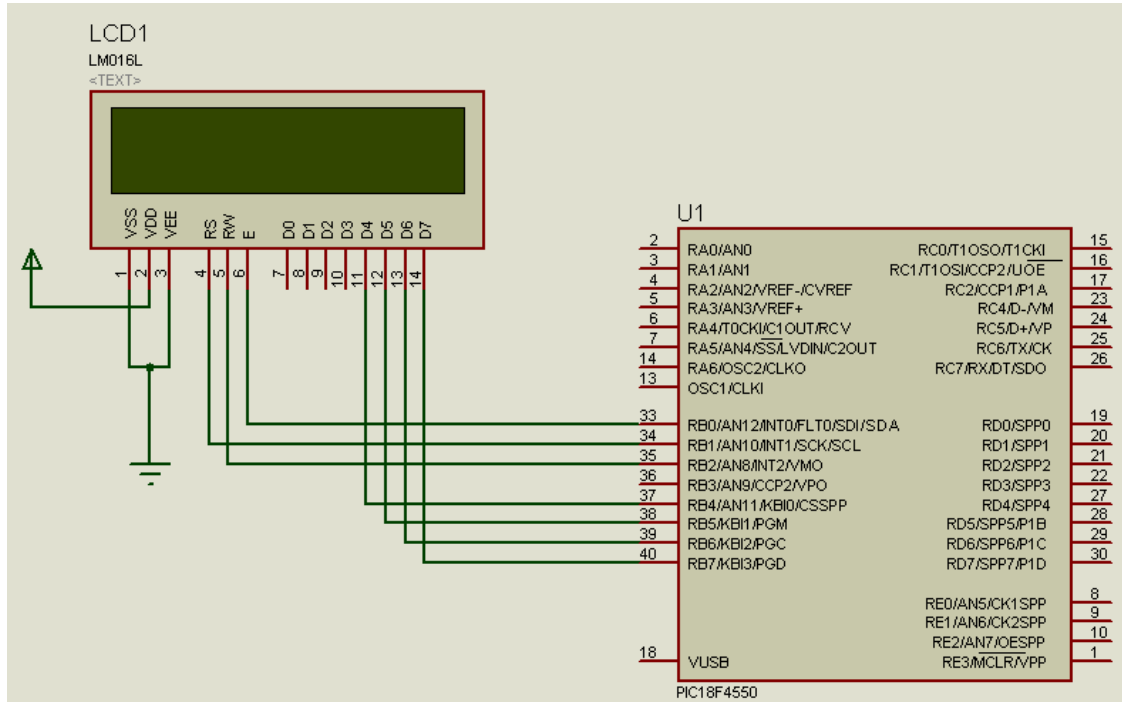 LCD1
LM016L
<TEXT>
VSS VDD VEE RS RW E D0 D1 D2 D3 D4 D5 D6 D7
1 2 3 4 5 6 7 8 9 10 11 12 13 14
U1
2 RA0/AN0 RC0/T1OSO/T1CKI 15
3 RA1/AN1 RC1/T1OSI/CCP2/UOE 16
4 RA2/AN2/VREF-/CVREF RC2/CCP1/P1A 17
5 RA3/AN3/VREF+ RC4/D-/VM 23
6 RA4/T0CKI/C1OUT/RCV RC5/D+/VP 24
7 RA5/AN4/SS/LVDIN/C2OUT RC6/TX/CK 25
14 RA6/OSC2/CLKO RC7/RX/DT/SDO 26
13 OSC1/CLKI
33 RB0/AN12/INT0/FLT0/SDI/SDA RD0/SPP0 19
34 RB1/AN10/INT1/SCK/SCL RD1/SPP1 20
35 RB2/AN8/INT2/VMO RD2/SPP2 21
36 RB3/AN9/CCP2/VPO RD3/SPP3 22
37 RB4/AN11/KBI0/CSSPP RD4/SPP4 27
38 RB5/KBI1/PGM RD5/SPP5/P1B 28
39 RB6/KBI2/PGC RD6/SPP6/P1C 29
40 RB7/KBI3/PGD RD7/SPP7/P1D 30
RE0/AN5/CK1SPP 8
RE1/AN6/CK2SPP 9
RE2/AN7/OESPP 10
18 VUSB RE3/MCLR/VPP 1
PIC18F4550